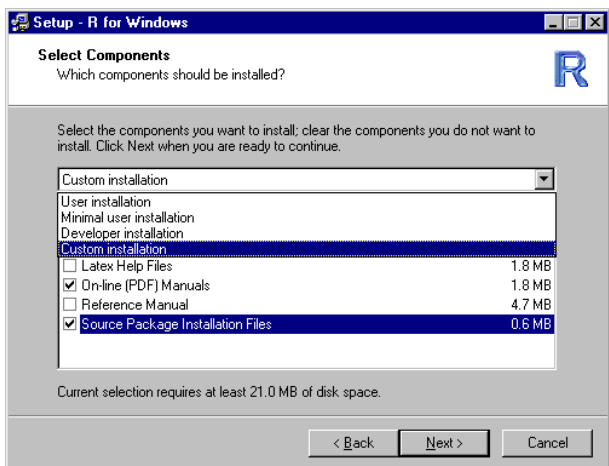 Setup - R for Windows
Select Components
Which components should be installed?
R
Select the components you want to install; clear the components you do not want to
install. Click Next when you are ready to continue.
Custom installation
User installation
Minimal user installation
Developer installation
Custom installation
Latex Help Files 1.8 MB
On-line (PDF) Manuals 1.8 MB
Reference Manual 4.7 MB
Source Package Installation Files 0.6 MB
Current selection requires at least 21.0 MB of disk space.
< Back Next > Cancel